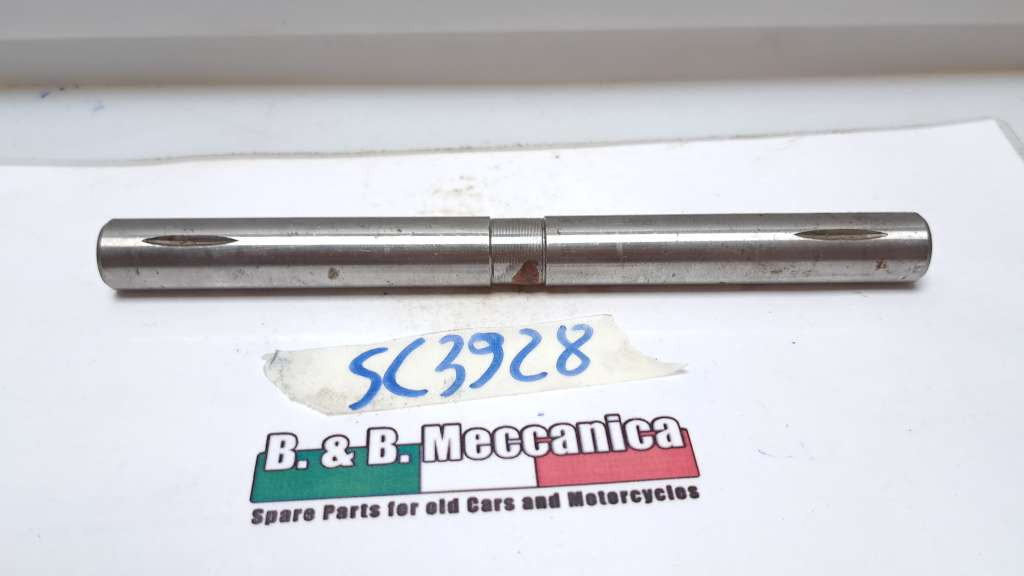 SC3928
B. & B. Meccanica
Spare Parts for old Cars and Motorcycles